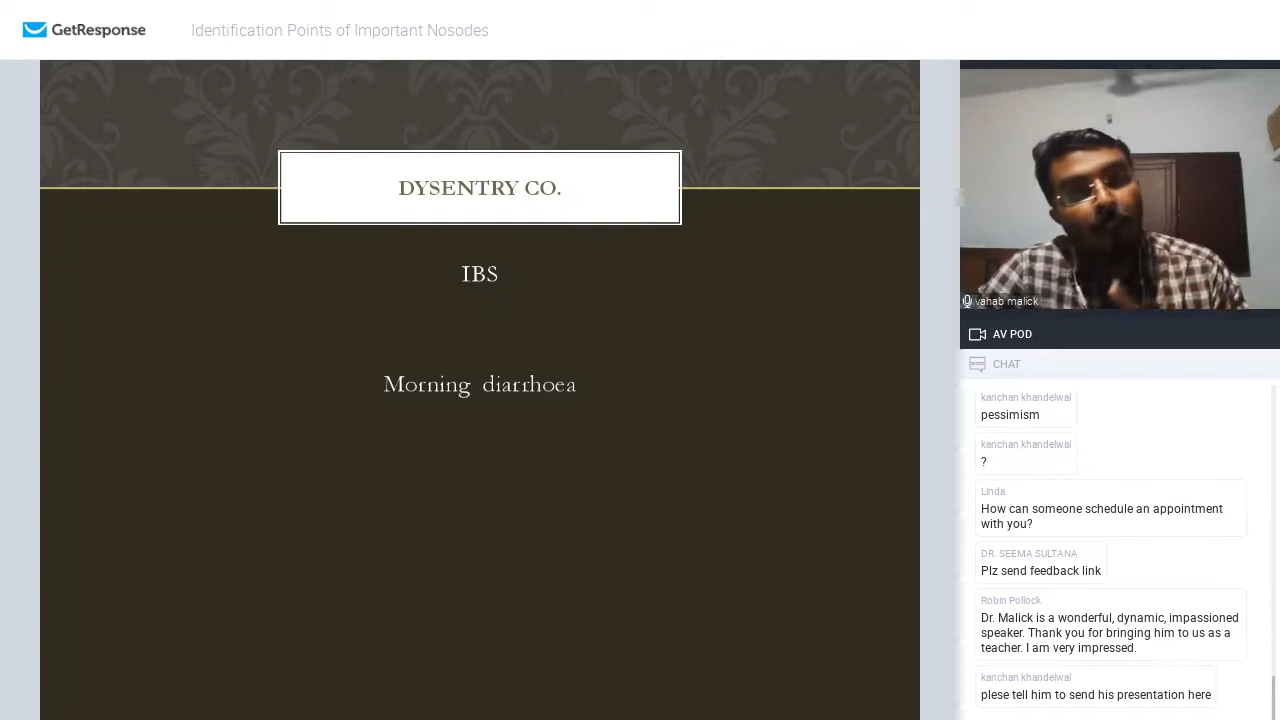 GetResponse
Identification Points of Important Nosodes
DYSENTRY CO.
IBS
Morning diarrhoea
vahab malick
AV POD
CHAT
kanchan khandelwal
pessimism
kanchan khandelwal
?
Linda
How can someone schedule an appointment
with you?
DR. SEEMA SULTANA
Plz send feedback link
Robin Pollock
Dr. Malick is a wonderful, dynamic, impassioned
speaker. Thank you for bringing him to us as a
teacher. I am very impressed.
kanchan khandelwal
plese tell him to send his presentation here